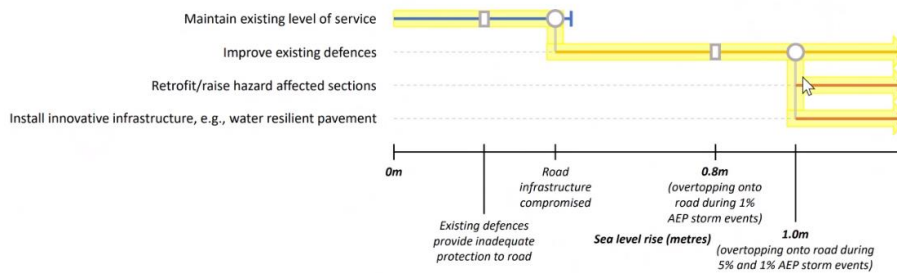 Maintain existing level of service
Improve existing defences
Retrofit/raise hazard affected sections
Install innovative infrastructure, e.g., water resilient pavement
0m
Road
infrastructure
compromised
0.8m
(overtopping onto
road during 1%
AEP storm events)
Existing defences
provide inadequate
protection to road
Sea level rise (metres)
1.0m
(overtopping onto road during
5% and 1% AEP storm events)